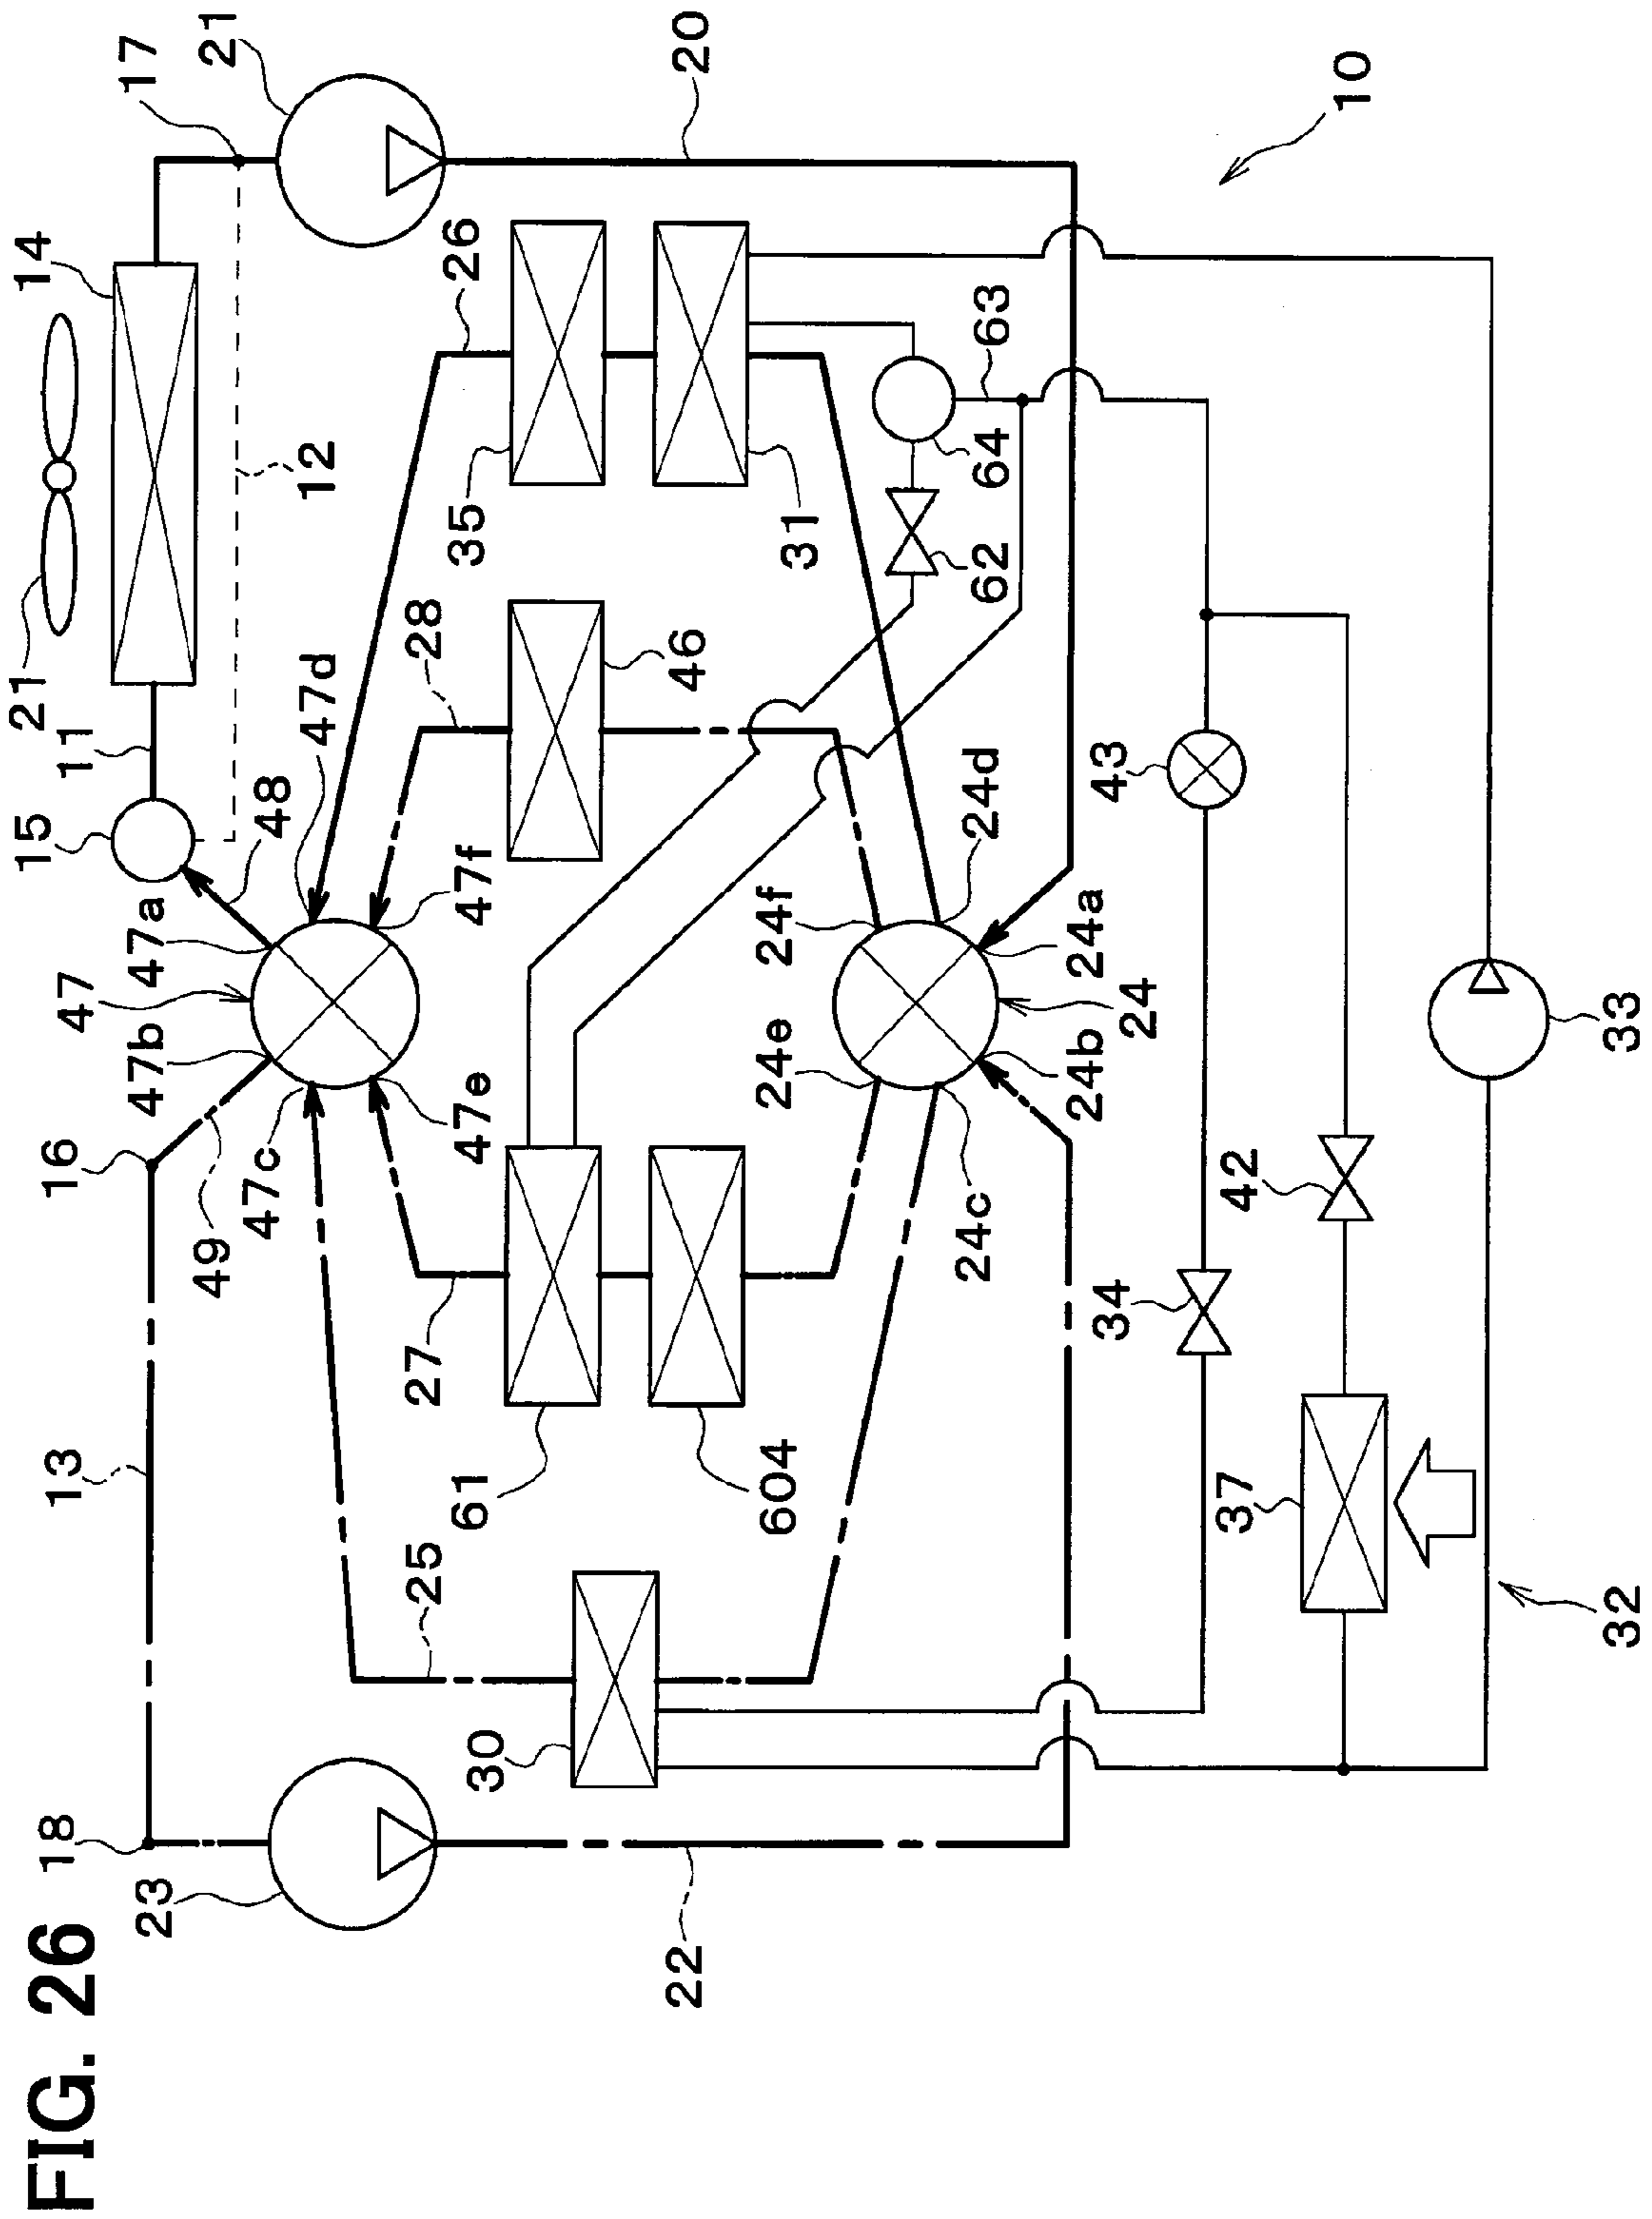 FIG. 26
15 21 14
18 13 16 47 11
23 47b 47a 17
49 21
47c 48
47d 12
25 27 28 26
30 61 47e 47f 35
22 46 20
604 24e 24f 31
24c 24d 62 64 63
24b 24a
34 43
24
37 42
10
32 33